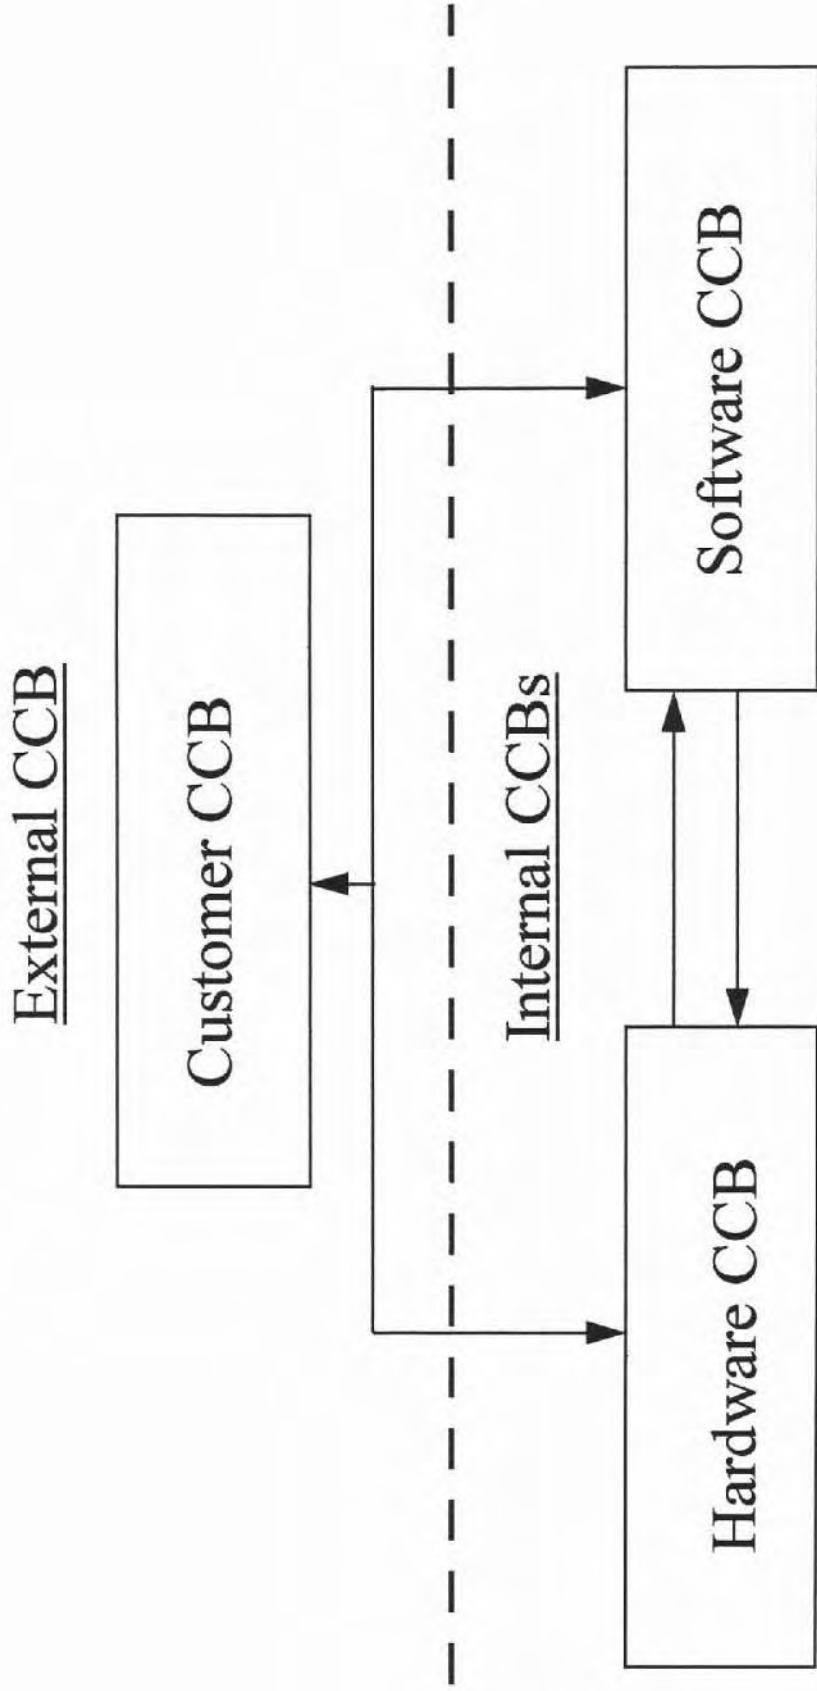 External CCB
Customer CCB
Internal CCBs
Hardware CCB
Software CCB